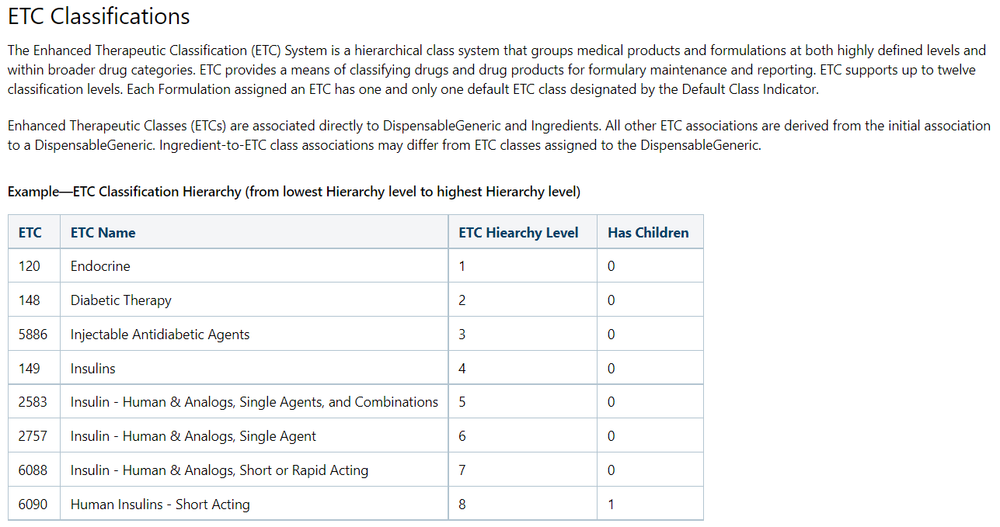 ETC Classifications
The Enhanced Therapeutic Classification (ETC) System is a hierarchical class system that groups medical products and formulations at both highly defined levels and
within broader drug categories. ETC provides a means of classifying drugs and drug products for formulary maintenance and reporting. ETC supports up to twelve
classification levels. Each Formulation assigned an ETC has one and only one default ETC class designated by the Default Class Indicator.
Enhanced Therapeutic Classes (ETCs) are associated directly to DispensableGeneric and Ingredients. All other ETC associations are derived from the initial association
to a DispensableGeneric. Ingredient-to-ETC class associations may differ from ETC classes assigned to the DispensableGeneric.
Example—ETC Classification Hierarchy (from lowest Hierarchy level to highest Hierarchy level)
ETC ETC Name ETC Hiearchy Level Has Children
120 Endocrine 1 0
148 Diabetic Therapy 2 0
5886 Injectable Antidiabetic Agents 3 0
149 Insulins 4 0
2583 Insulin - Human & Analogs, Single Agents, and Combinations 5 0
2757 Insulin - Human & Analogs, Single Agent 6 0
6088 Insulin - Human & Analogs, Short or Rapid Acting 7 0
6090 Human Insulins - Short Acting 8 1